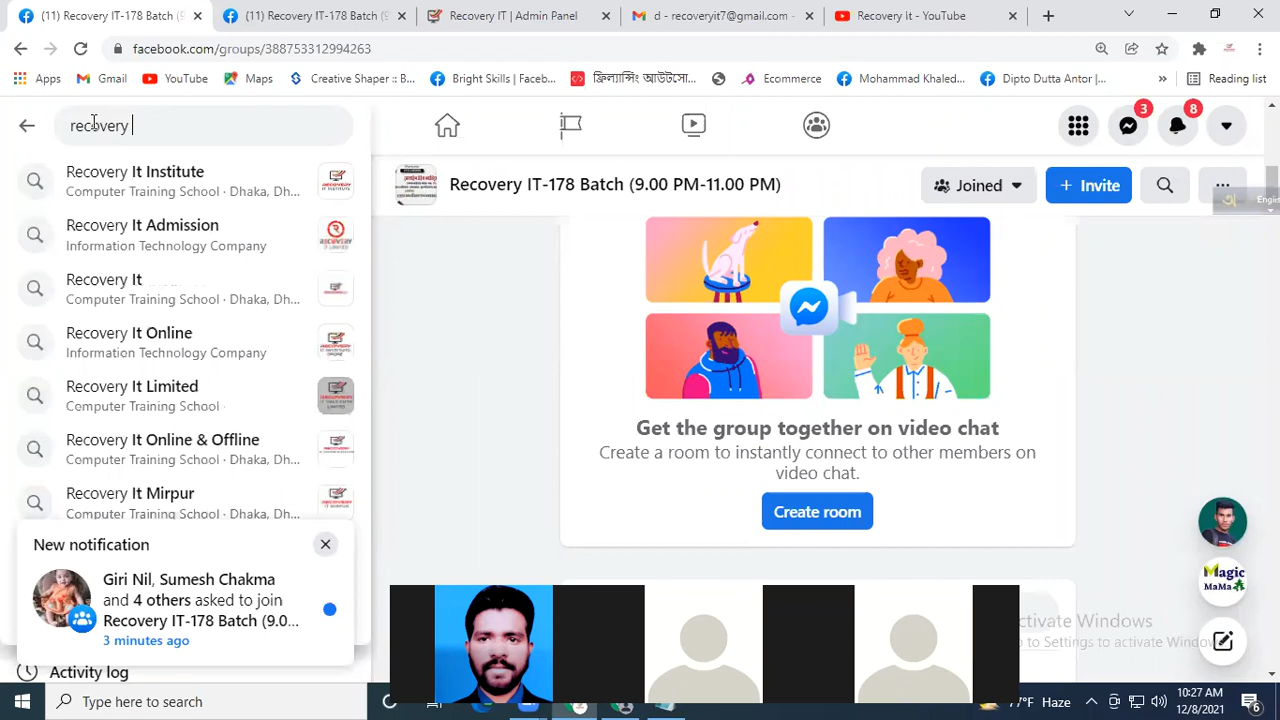 (11) Recovery IT-178 Batch (9.
(11) Recovery IT-178 Batch (9.0
Recovery IT | Admin Panel
d - recoveryit7@gmail.com -
Recovery It - YouTube
facebook.com/groups/388753312994263
Apps
Gmail
YouTube
Maps
Creative Shaper :: B...
Bright Skills | Faceb...
ফ্রিল্যান্সিং আউটসো...
Ecommerce
Mohammad Khaled...
Dipto Dutta Antor |...
Reading list
recovery
3
8
Recovery IT-178 Batch (9.00 PM-11.00 PM)
Joined
+ Invite
Recovery It Institute
Computer Training School · Dhaka, Dh...
Recovery It Admission
Information Technology Company
Recovery It
Computer Training School · Dhaka, Dh...
Recovery It Online
Information Technology Company
Recovery It Limited
Computer Training School ·
Recovery It Online & Offline
Computer Training School · Dhaka, Dh...
Recovery It Mirpur
Computer Training School · Dhaka, Dh...
New notification
Giri Nil, Sumesh Chakma
and 4 others asked to join
Recovery IT-178 Batch (9.0...
3 minutes ago
Activity log
Get the group together on video chat
Create a room to instantly connect to other members on
video chat.
Create room
Magic
MaMa
অ
Englis
ctivate Windows
o to Settings to activate Windows
Type here to search
°F Haze
10:27 AM
12/8/2021
6